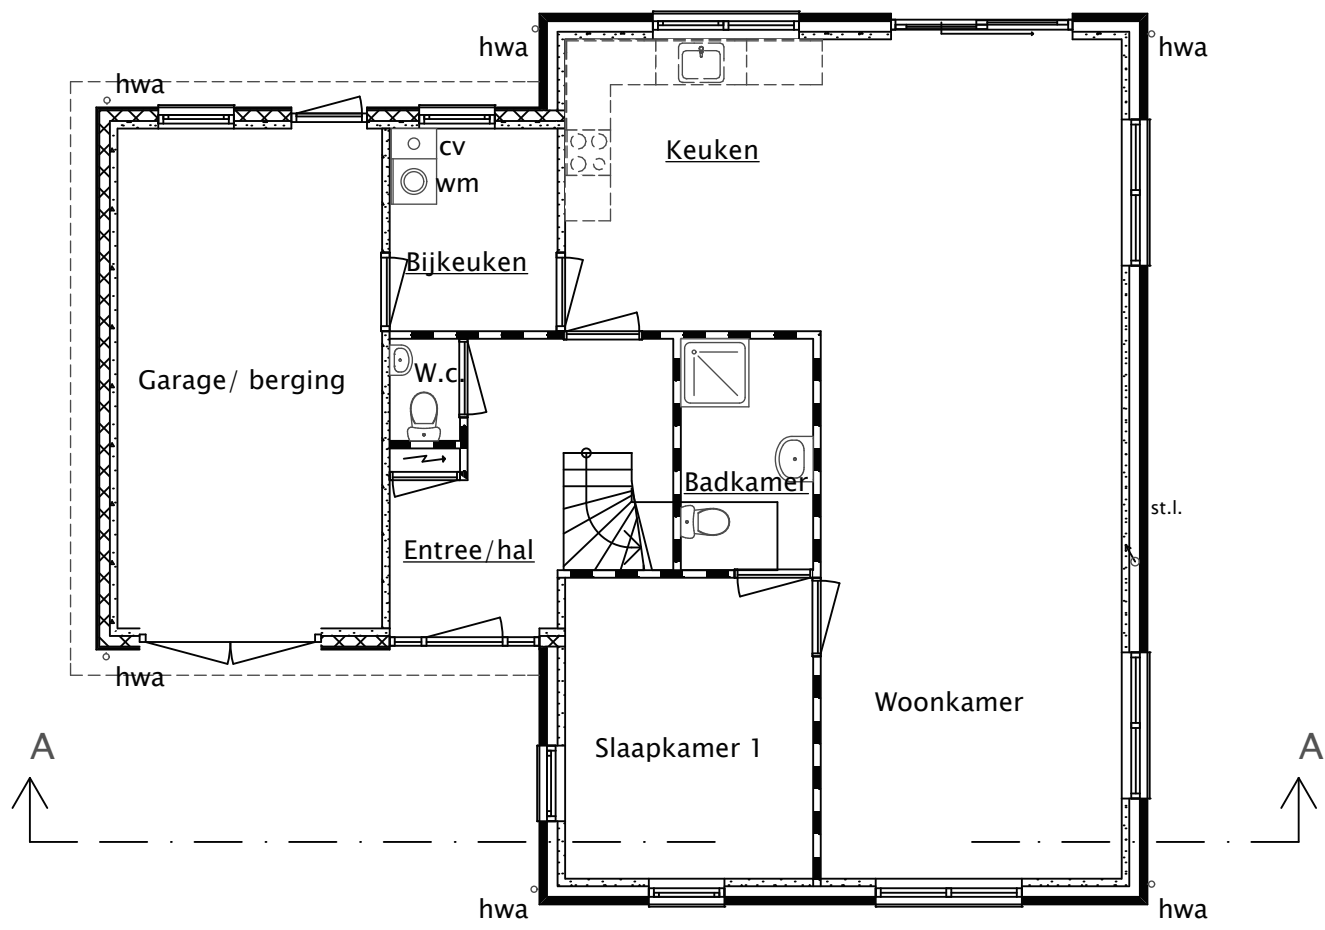 hwa
hwa
hwa
cv
Keuken
wm
Bijkeuken
W.c.
Garage/ berging
Badkamer
st.l.
Entree/hal
hwa
Woonkamer
A
Slaapkamer 1
A
hwa
hwa